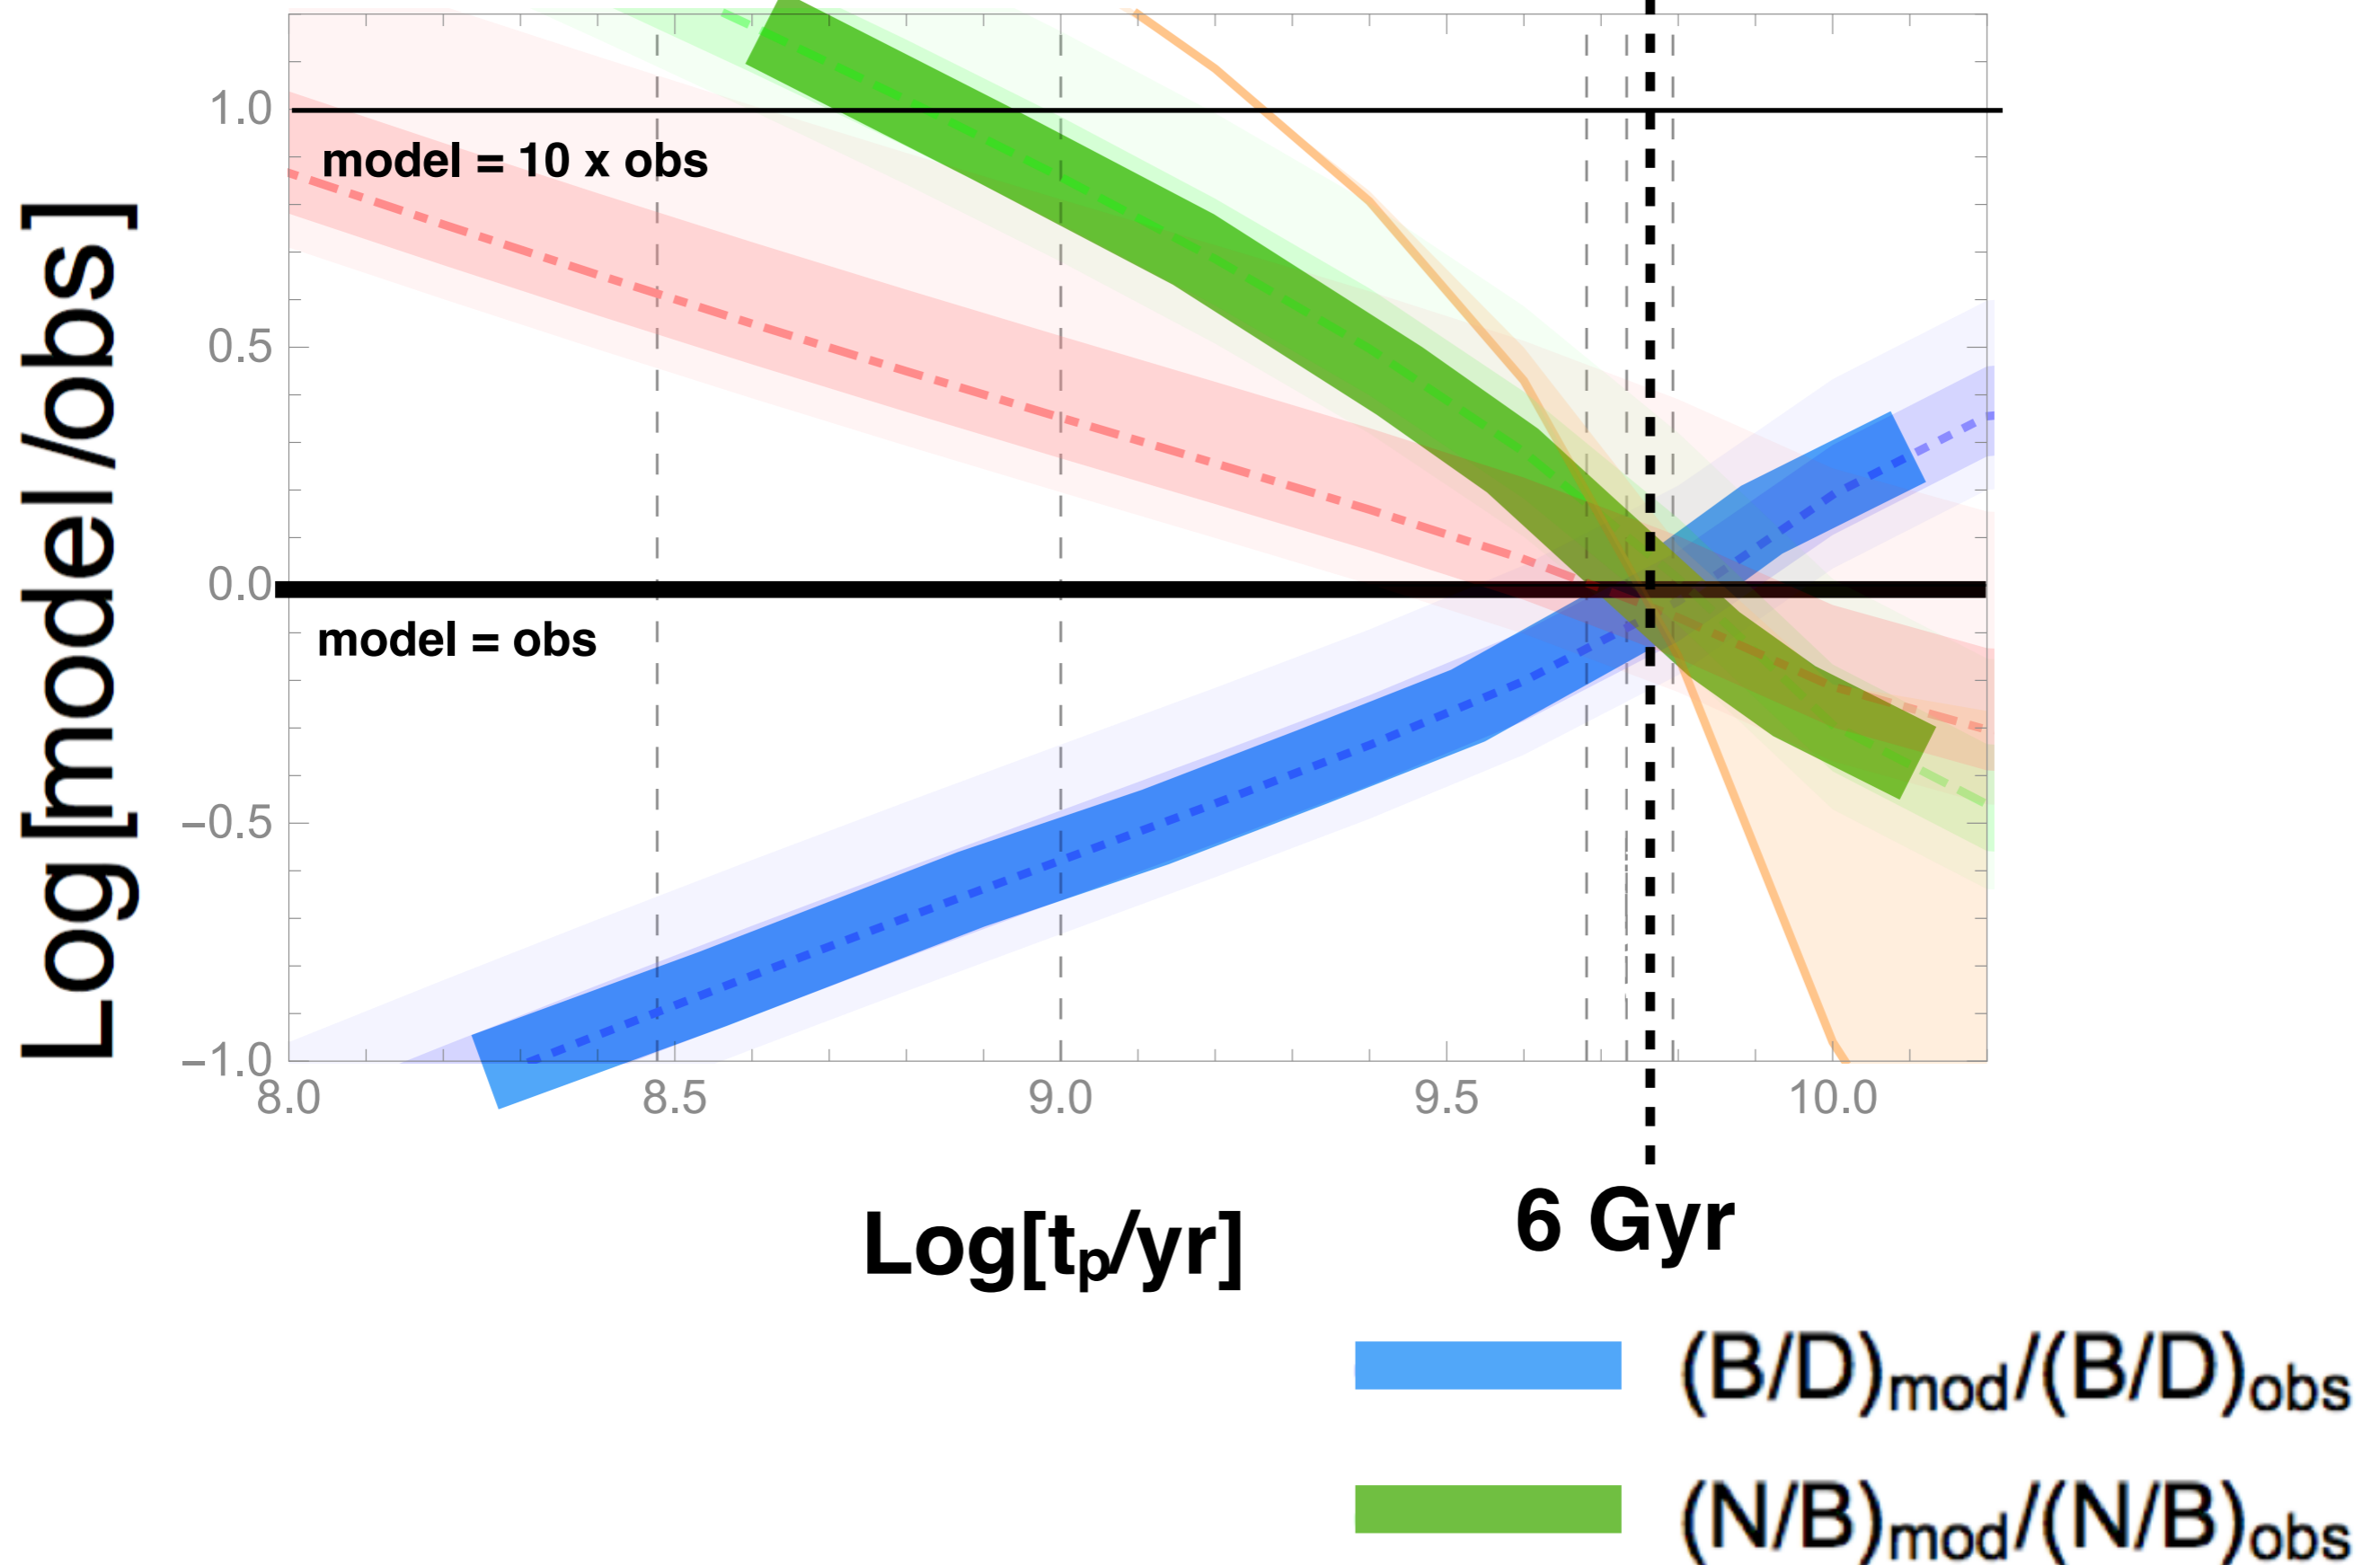 Log[model/obs]
1.0
model = 10 x obs
0.5
0.0
model = obs
−0.5
−1.0
8.0 8.5 9.0 9.5 10.0
Log[tp/yr]
6 Gyr
(B/D)mod/(B/D)obs
(N/B)mod/(N/B)obs